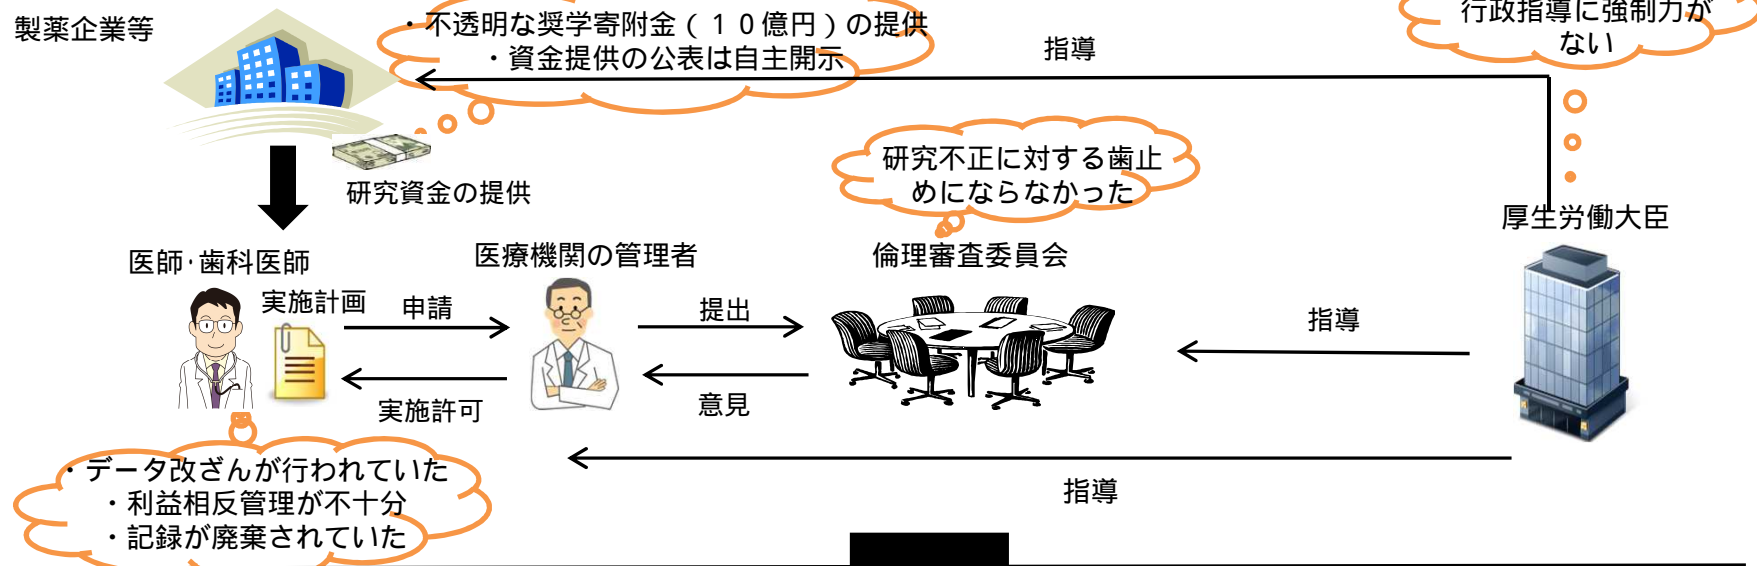 製薬企業等
・不透明な奨学寄附金(10億円)の提供
・資金提供の公表は自主開示
行政指導に強制力が
ない
指導
研究資金の提供
研究不正に対する歯止
めにならなかった
厚生労働大臣
医師・歯科医師
医療機関の管理者
倫理審査委員会
実施計画
申請
提出
指導
実施許可
意見
指導
・データ改ざんが行われていた
・利益相反管理が不十分
・記録が廃棄されていた